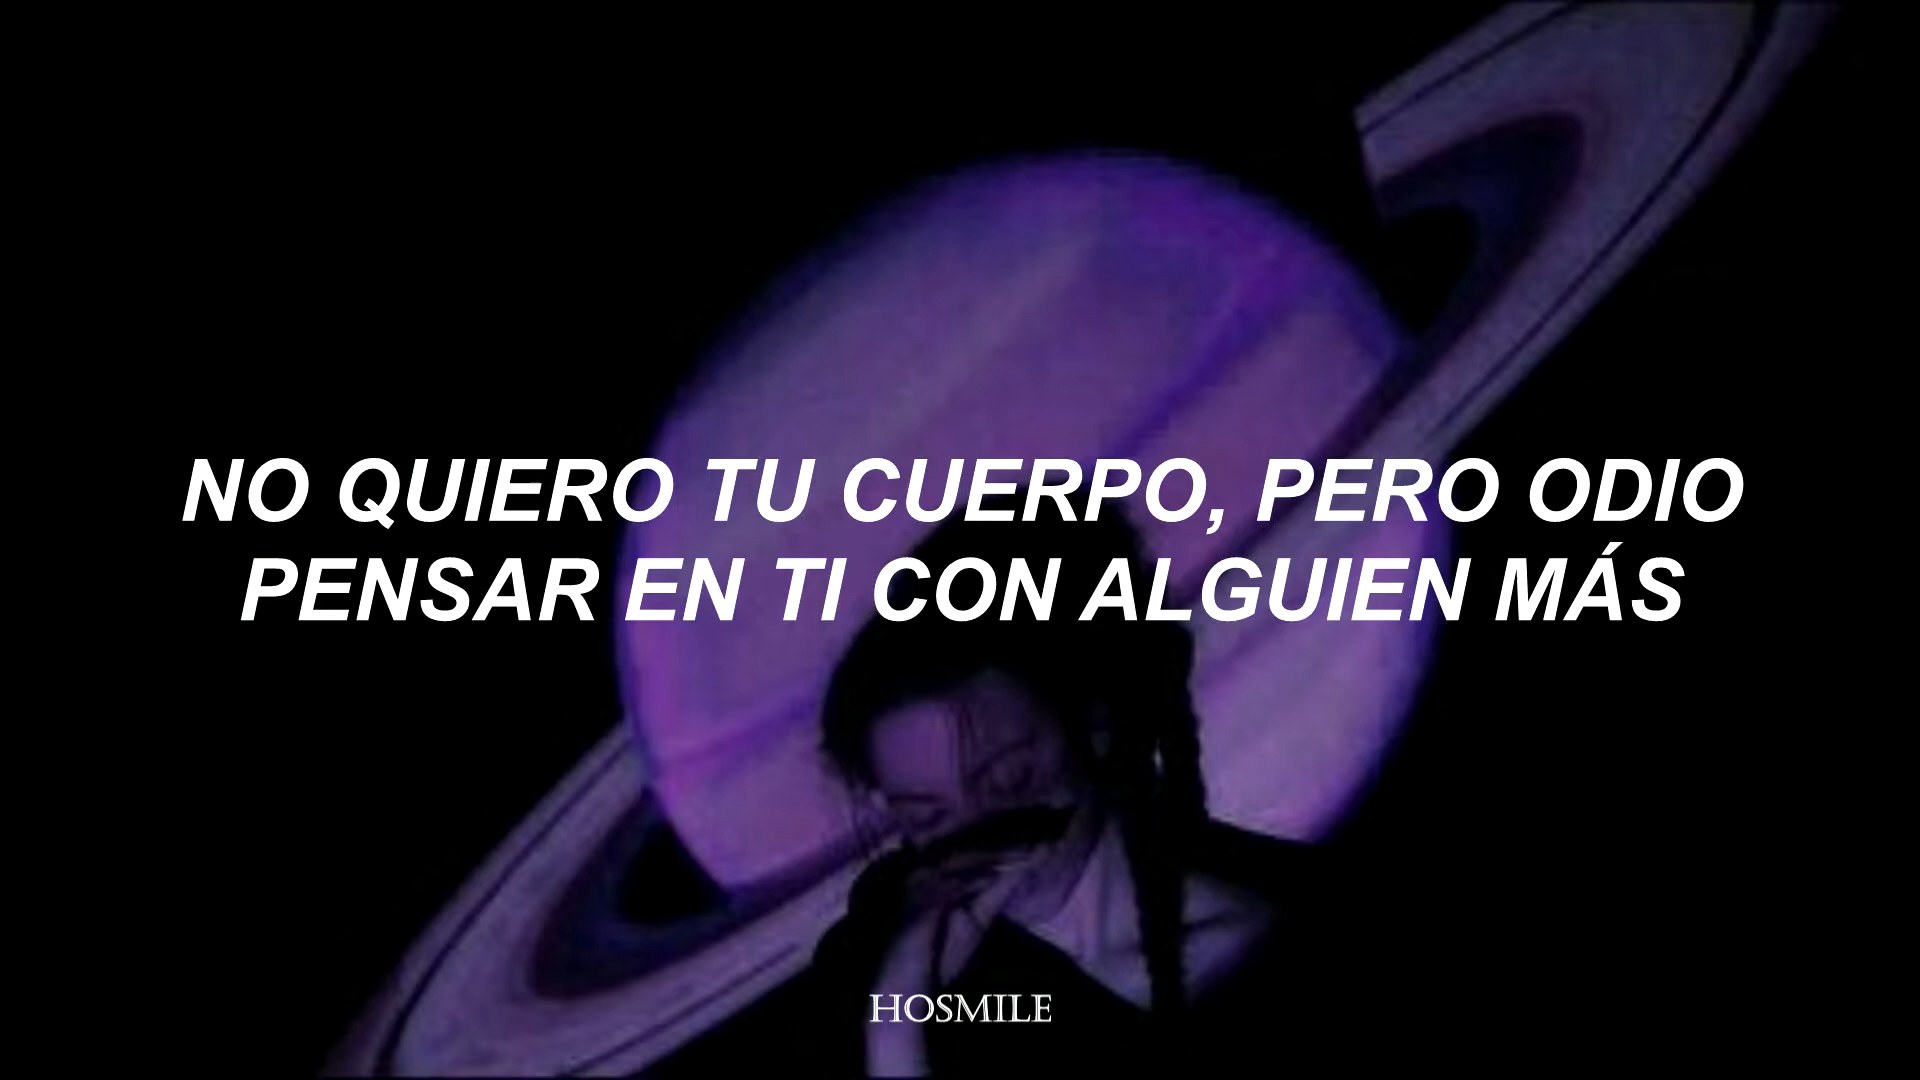 NO QUIERO TU CUERPO, PERO ODIO
PENSAR EN TI CON ALGUIEN MÁS
HOSMILE